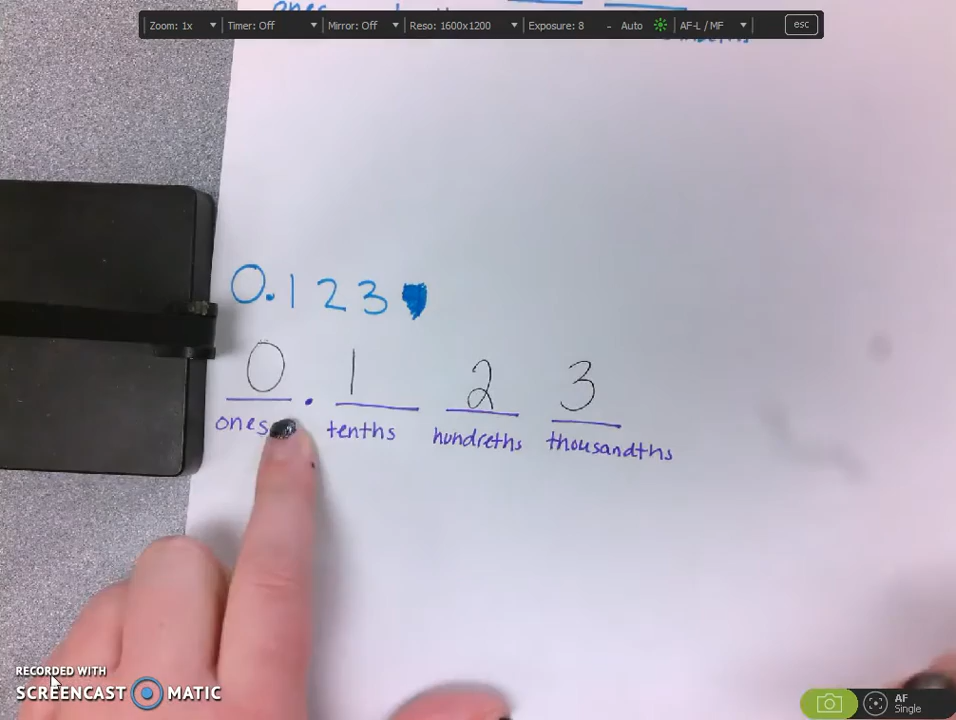 Zoom: 1x Timer: Off Mirror: Off Reso: 1600x1200 Exposure: 8 - Auto AF-L / MF esc
ones
0.123
0 . 1 2 3
ones tenths hundreths thousandths
RECORDED WITH
SCREENCAST MATIC
AF
Single